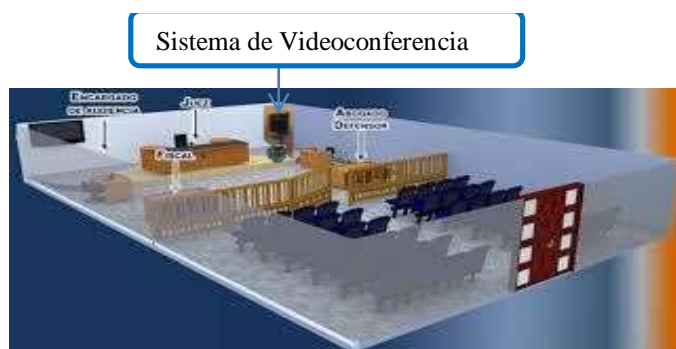 Sistema de Videoconferencia
ENCARGADO
DE AUDIENCIA
JUEZ
ABOGADO
DEFENSOR
FISCAL